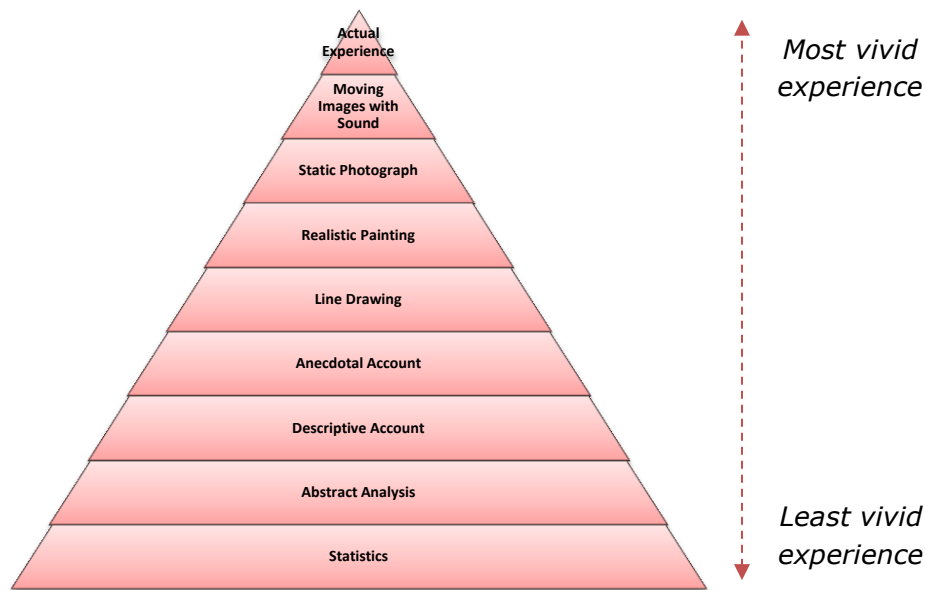 Actual
Experience
Moving
Images with
Sound
Static Photograph
Realistic Painting
Line Drawing
Anecdotal Account
Descriptive Account
Abstract Analysis
Statistics
Most vivid
experience
Least vivid
experience